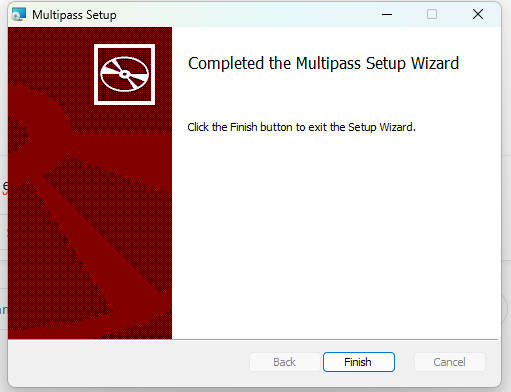 Multipass Setup
Completed the Multipass Setup Wizard
Click the Finish button to exit the Setup Wizard.
Back
Finish
Cancel